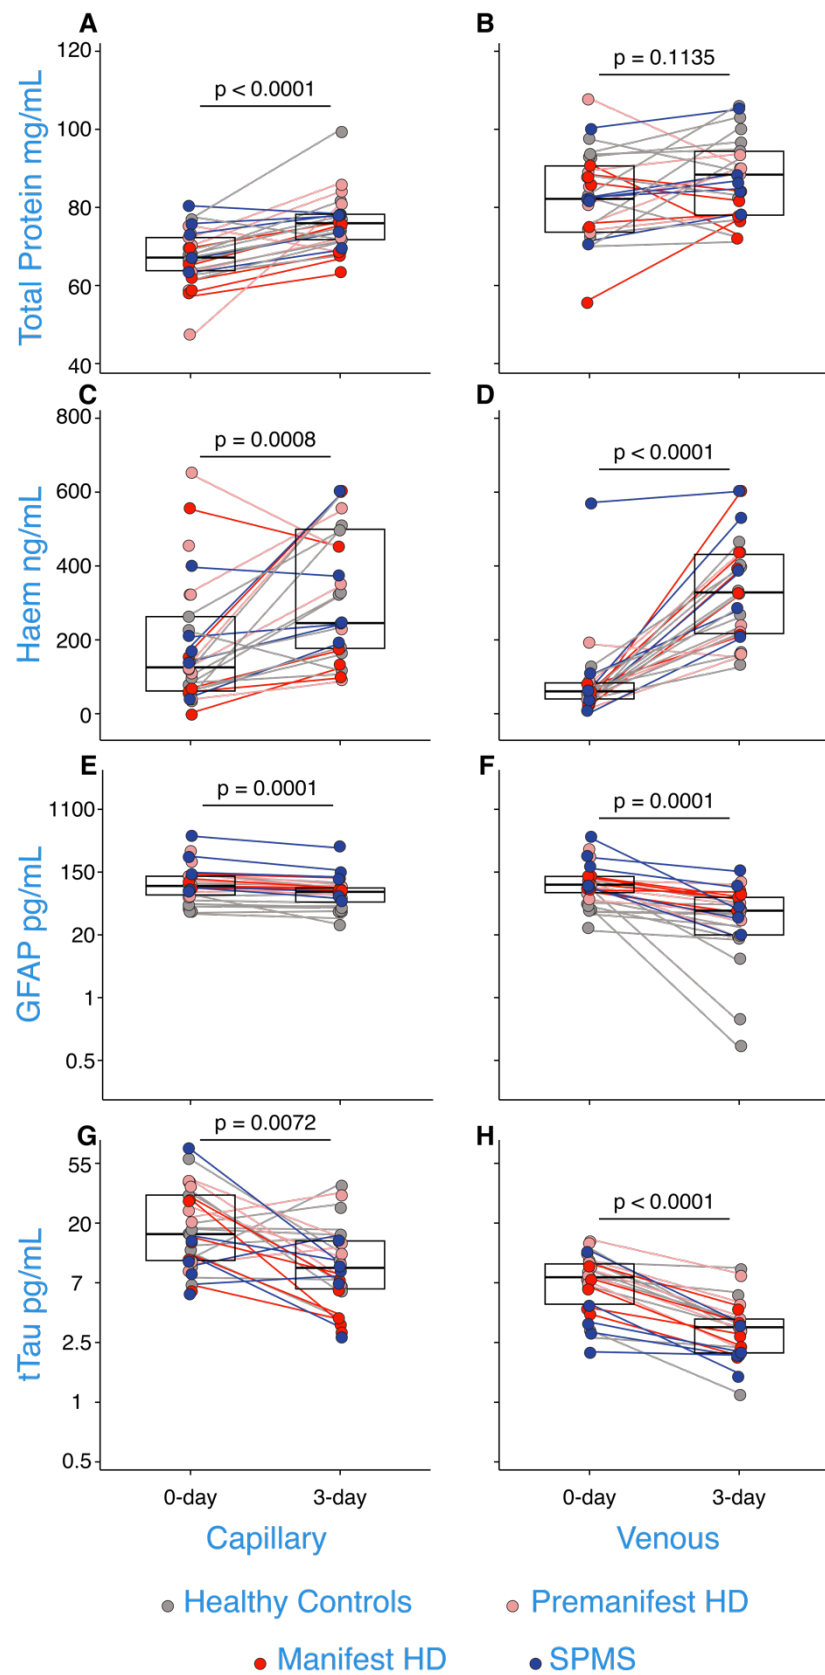 A
B
Total Protein mg/mL
120
100
80
60
40
p < 0.0001
p = 0.1135
C
D
Haem ng/mL
800
600
400
200
0
p = 0.0008
p < 0.0001
E
F
GFAP pg/mL
1100
150
20
1
0.5
p = 0.0001
p = 0.0001
G
H
tTau pg/mL
55
20
7
2.5
1
0.5
p = 0.0072
p < 0.0001
0-day
3-day
0-day
3-day
Capillary
Venous
Healthy Controls
Premanifest HD
Manifest HD
SPMS